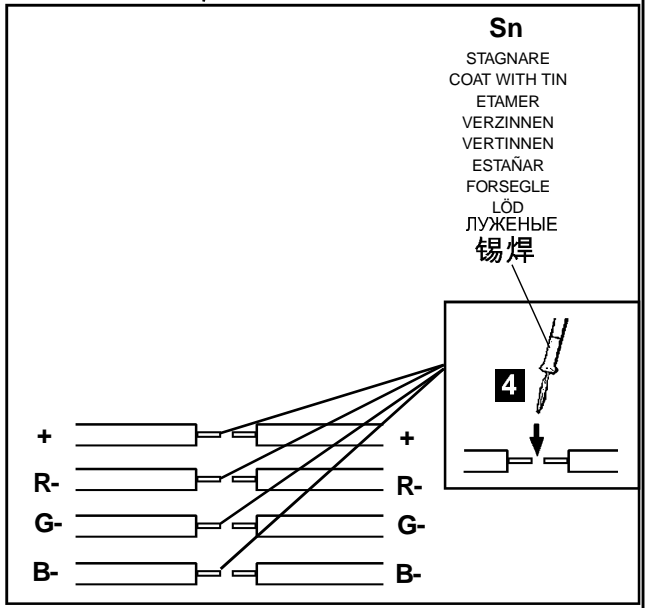 Sn
STAGNARE
COAT WITH TIN
ETAMER
VERZINNEN
VERTINNEN
ESTAÑAR
FORSEGLE
LÖD
ЛУЖЕНЫЕ
锡焊
4
+ +
R- R-
G- G-
B- B-